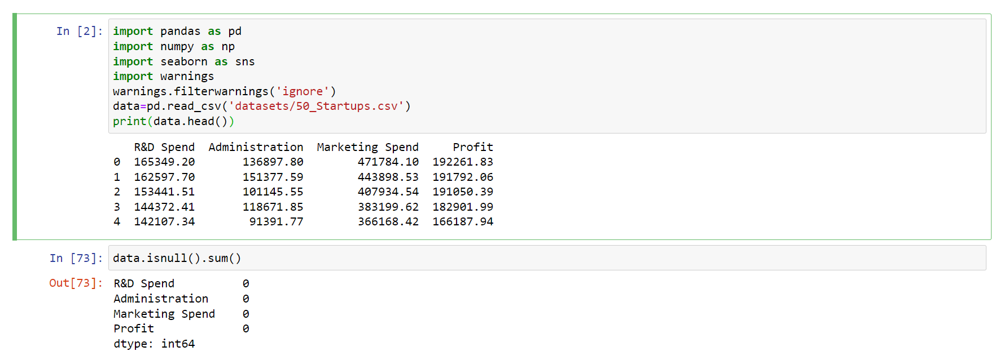 In [2]: import pandas as pd
import numpy as np
import seaborn as sns
import warnings
warnings.filterwarnings('ignore')
data=pd.read_csv('datasets/50_Startups.csv')
print(data.head())
R&D Spend Administration Marketing Spend Profit
0 165349.20 136897.80 471784.10 192261.83
1 162597.70 151377.59 443898.53 191792.06
2 153441.51 101145.55 407934.54 191050.39
3 144372.41 118671.85 383199.62 182901.99
4 142107.34 91391.77 366168.42 166187.94
In [73]: data.isnull().sum()
Out[73]: R&D Spend 0
Administration 0
Marketing Spend 0
Profit 0
dtype: int64